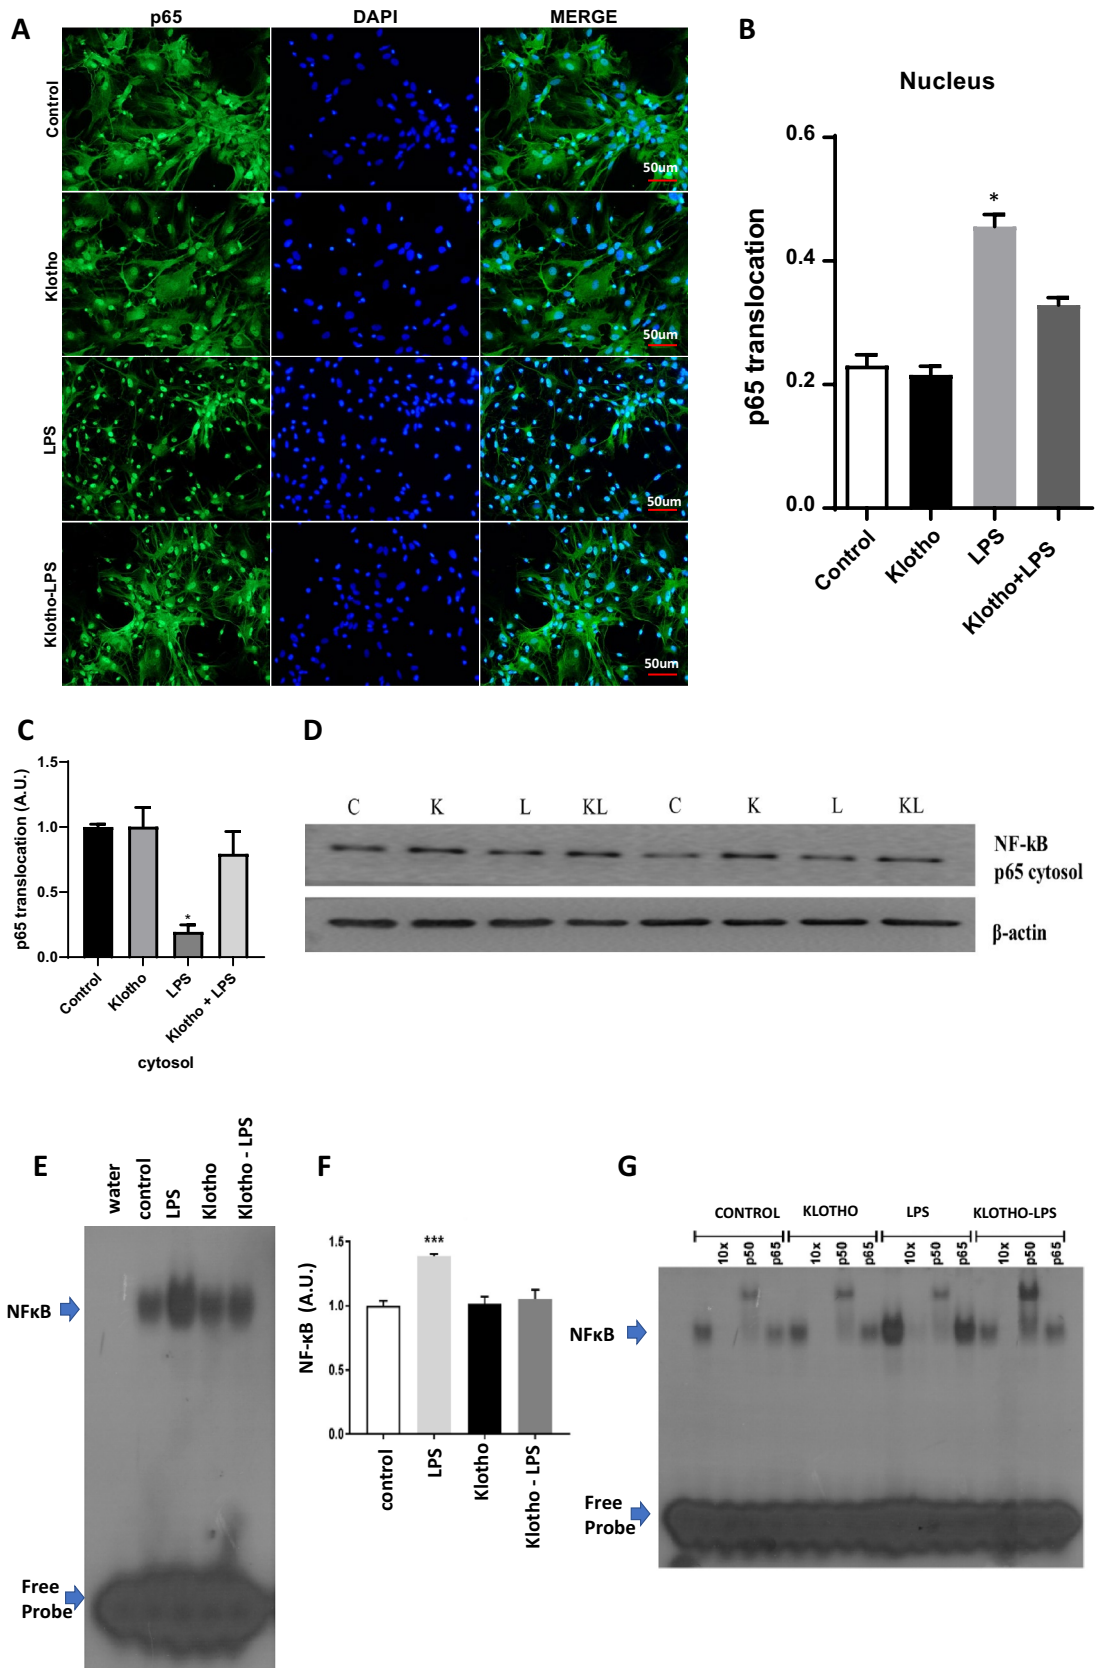 A
p65
DAPI
MERGE
Control
50um
Klotho
50um
LPS
50um
Klotho-LPS
50um
B
Nucleus
p65 translocation
0.6
0.4
0.2
0.0
Control
Klotho
LPS
Klotho+LPS
*
C
p65 translocation (A.U.)
1.5
1.0
0.5
0.0
*
Control
Klotho
LPS
Klotho + LPS
cytosol
D
C K L KL C K L KL
NF-kB
p65 cytosol
β-actin
E
water
control
LPS
Klotho
Klotho - LPS
NFκB
Free
Probe
F
NF-κB (A.U.)
1.5
1.0
0.5
0.0
***
control
LPS
Klotho
Klotho - LPS
G
CONTROL KLOTHO LPS KLOTHO-LPS
10x p50 p65 10x p50 p65 10x p50 p65 10x p50 p65
NFκB
Free
Probe